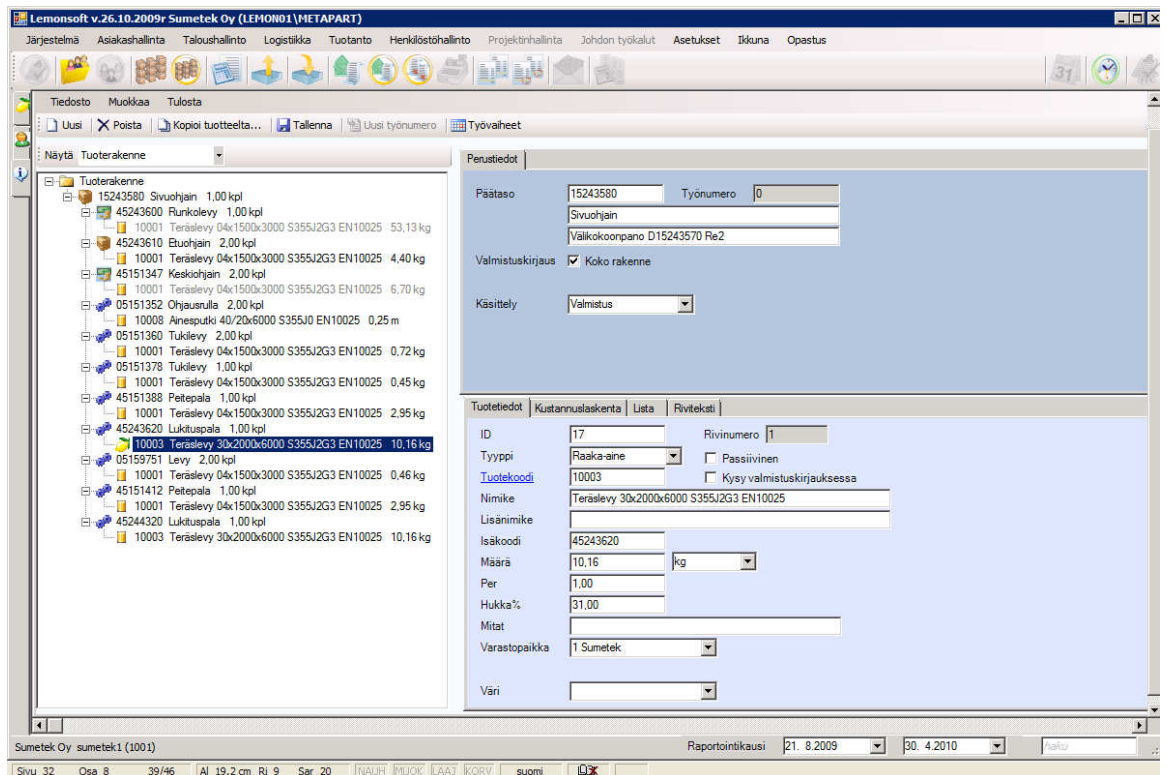 Lemonsoft v.26.10.2009r Sumetek Oy (LEMON01\METAPART)
Järjestelmä Asiakashallinta Taloushallinto Logistiikka Tuotanto Henkilöstöhallinto Projektinhallinta Johdon työkalut Asetukset Ikkuna Opastus
31
Tiedosto Muokkaa Tulosta
Uusi Poista Kopioi tuotteelta... Tallenna Uusi työnumero Työvaiheet
Näytä Tuoterakenne
Tuoterakenne
15243580 Sivuohjain 1,00 kpl
45243600 Runkolevy 1,00 kpl
10001 Teräslevy 04x1500x3000 S355J2G3 EN10025 53,13 kg
45243610 Etuohjain 2,00 kpl
10001 Teräslevy 04x1500x3000 S355J2G3 EN10025 4,40 kg
45151347 Keskiohjain 2,00 kpl
10001 Teräslevy 04x1500x3000 S355J2G3 EN10025 6,70 kg
05151352 Ohjausrulla 2,00 kpl
10008 Ainesputki 40/20x6000 S355J0 EN10025 0,25 m
05151360 Tukilevy 2,00 kpl
10001 Teräslevy 04x1500x3000 S355J2G3 EN10025 0,72 kg
05151378 Tukilevy 1,00 kpl
10001 Teräslevy 04x1500x3000 S355J2G3 EN10025 0,45 kg
45151388 Peitepala 1,00 kpl
10001 Teräslevy 04x1500x3000 S355J2G3 EN10025 2,95 kg
45243620 Lukituspala 1,00 kpl
10003 Teräslevy 30x2000x6000 S355J2G3 EN10025 10,16 kg
05159751 Levy 2,00 kpl
10001 Teräslevy 04x1500x3000 S355J2G3 EN10025 0,46 kg
45151412 Peitepala 1,00 kpl
10001 Teräslevy 04x1500x3000 S355J2G3 EN10025 2,95 kg
45244320 Lukituspala 1,00 kpl
10003 Teräslevy 30x2000x6000 S355J2G3 EN10025 10,16 kg
Perustiedot
Päätaso 15243580 Työnumero 0
Sivuohjain
Välikokoonpano D15243570 Re2
Valmistuskirjaus Koko rakenne
Käsittely Valmistus
Tuotetiedot Kustannuslaskenta Lista Riviteksti
ID 17 Rivinumero 1
Tyyppi Raaka-aine Passiivinen
Tuotekoodi 10003 Kysy valmistuskirjauksessa
Nimike Teräslevy 30x2000x6000 S355J2G3 EN10025
Lisänimike
Isäkoodi 45243620
Määrä 10,16 kg
Per 1,00
Hukka% 31,00
Mitat
Varastopaikka 1 Sumetek
Väri
Sumetek Oy sumetek1 (1001) Raportointikausi 21. 8.2009 30. 4.2010 haku
Sivu 32 Osa 8 39/46 Al 19,2 cm Ri 9 Sar 20 NAUH MUOK LAAJ KORV suomi